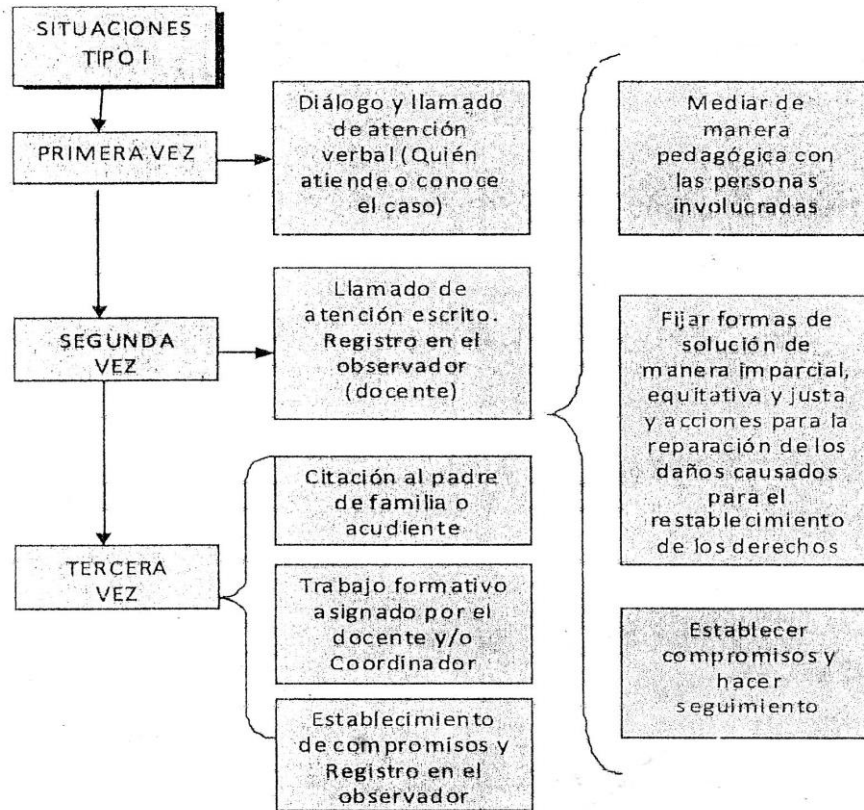 SITUACIONES
TIPO I
PRIMERA VEZ
Diálogo y llamado
de atención
verbal (Quién
atiende o conoce
el caso)
SEGUNDA
VEZ
Llamado de
atención escrito.
Registro en el
observador
(docente)
TERCERA
VEZ
Citación al padre
de familia o
acudiente
Trabajo formativo
asignado por el
docente y/o
Coordinador
Establecimiento
de compromisos y
Registro en el
observador
Mediar de
manera
pedagógica con
las personas
involucradas
Fijar formas de
solución de
manera imparcial,
equitativa y justa
y acciones para la
reparación de los
daños causados
para el
restablecimiento
de los derechos
Establecer
compromisos y
hacer
seguimiento